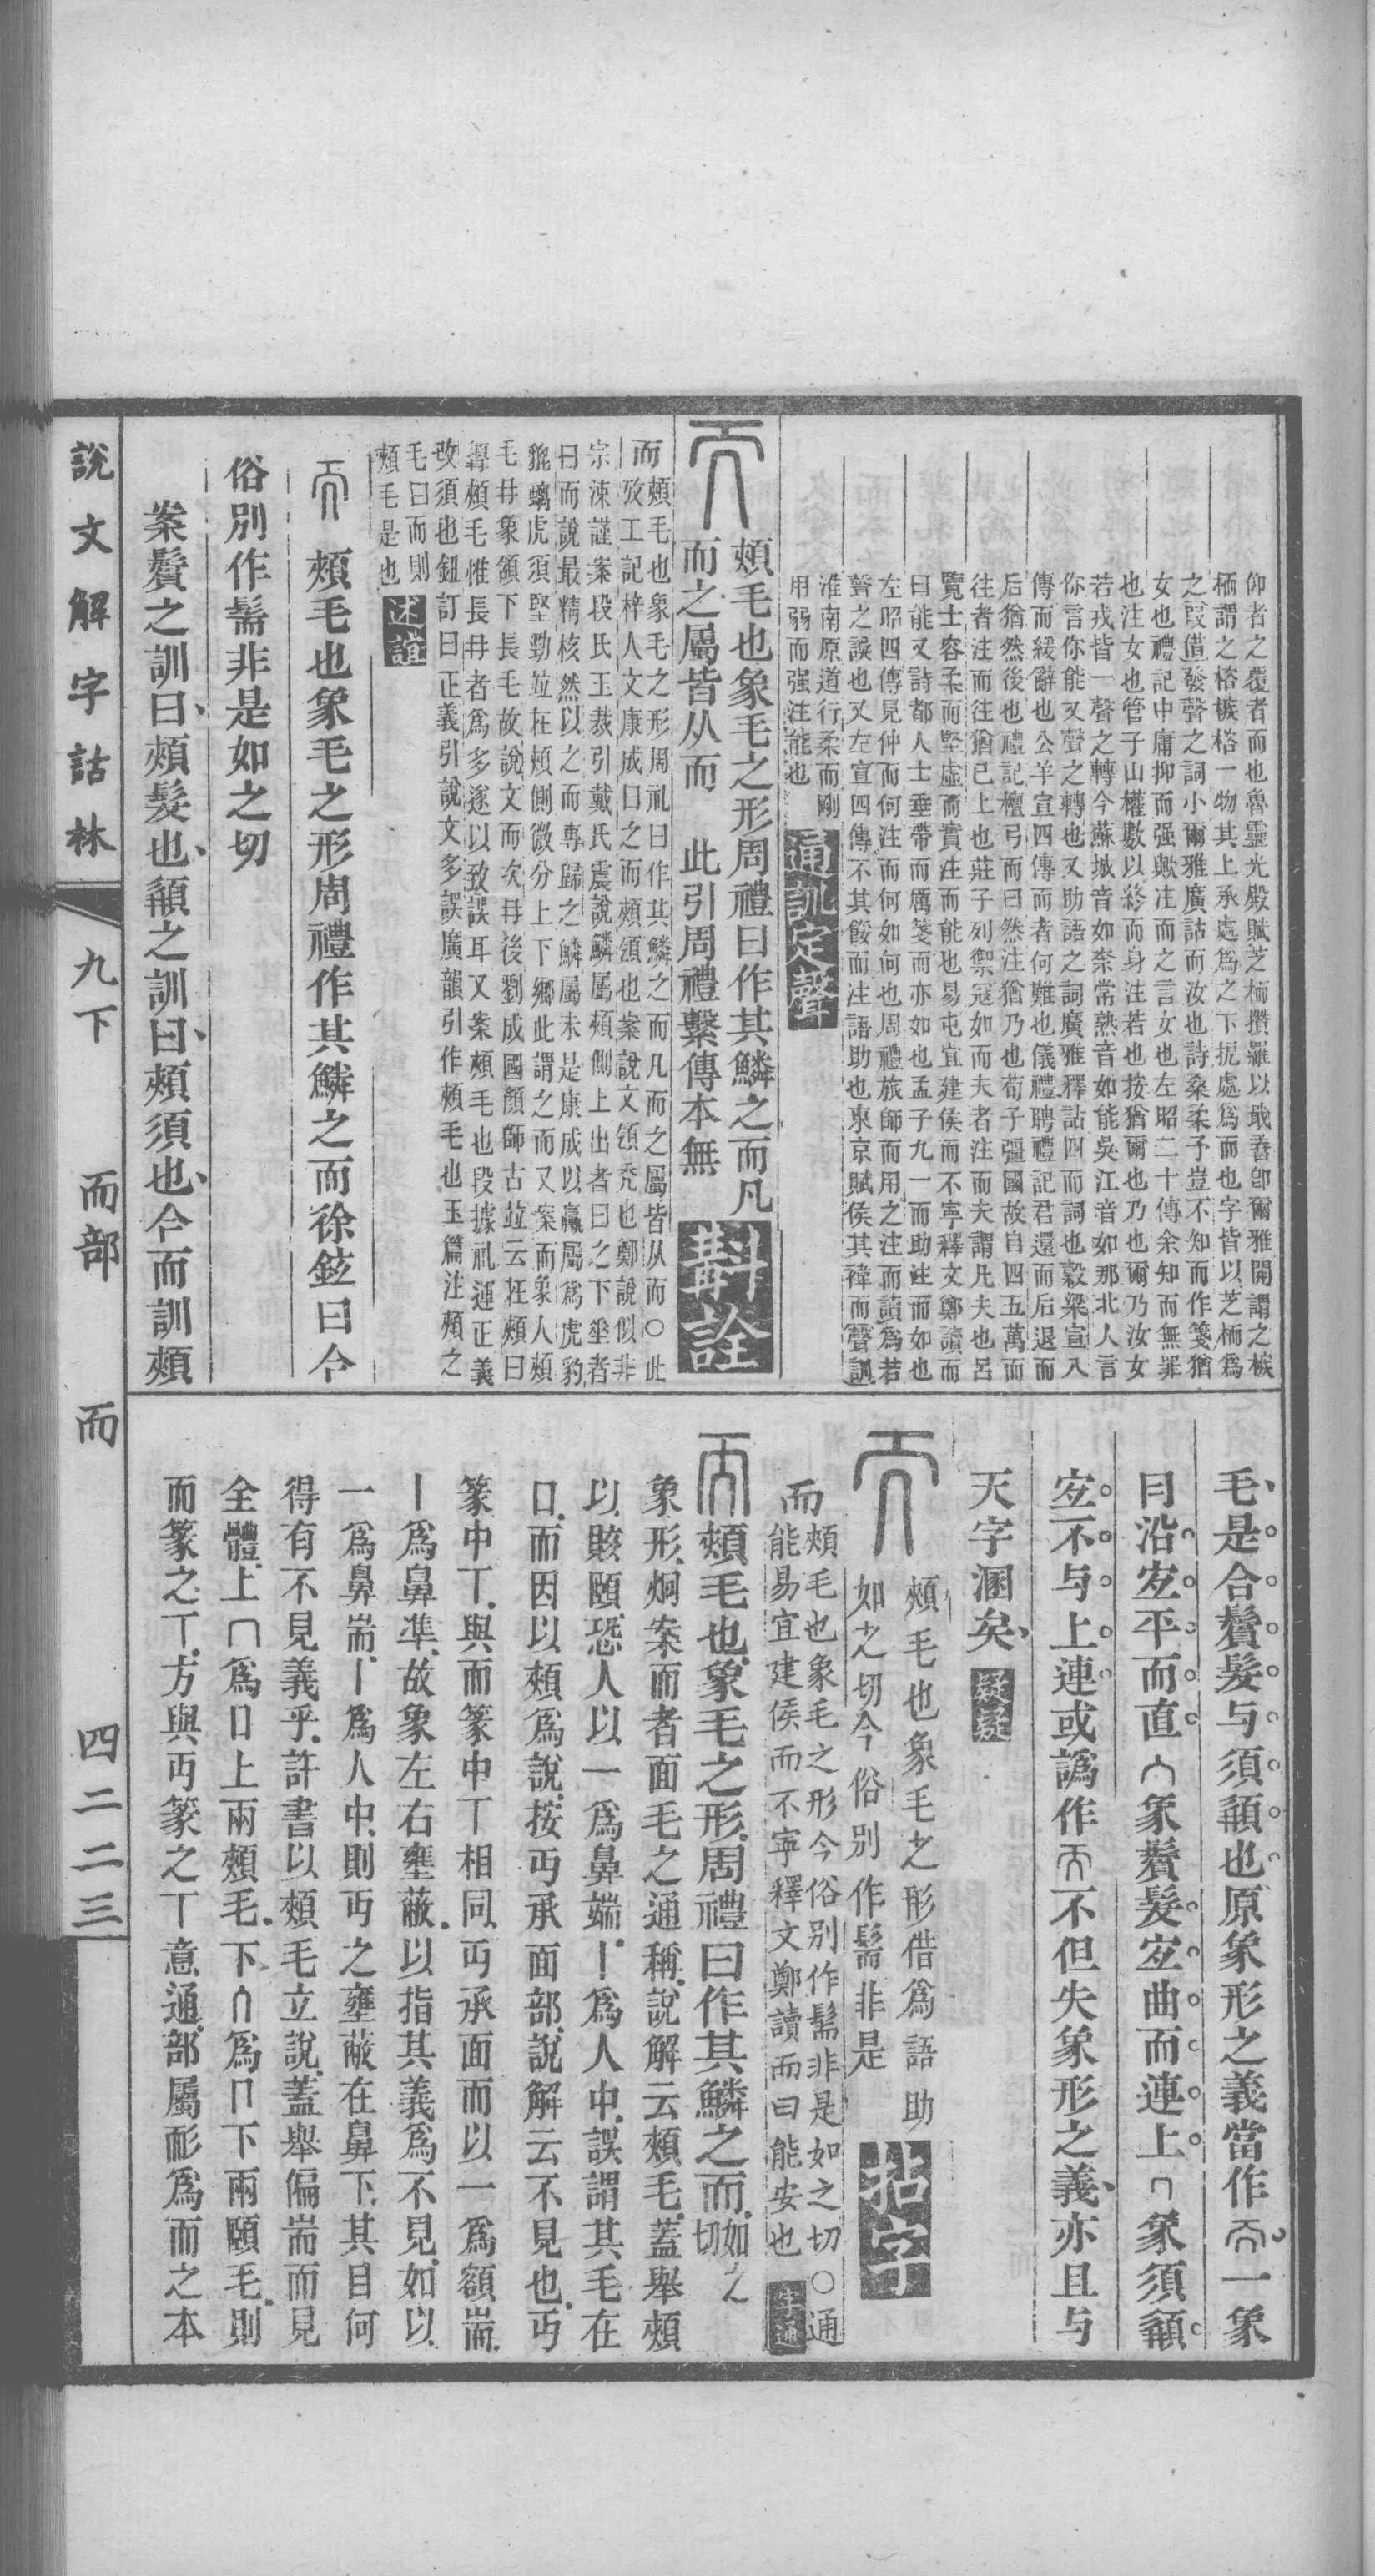 仰者之覆者而也魯靈光殿賦芝栭攢羅以戢孴卽爾雅開謂之槉
栭謂之楶槉楶一物其上承處爲之下扼處爲而也字皆以芝栭爲
之叚借發聲之詞小爾雅廣詁而汝也詩桑柔予豈不知而作箋猶
女也禮記中庸抑而强歟注而之言女也左昭二十傳余知而無罪
也注女也管子山權數以終而身注若也按猶爾也乃也爾乃汝女
若戎皆一聲之轉今蘇城音如柰常熟音如能吳江音如那北人言
你言你能又聲之轉也又助語之詞廣雅釋詁四而詞也穀梁宣八
傳而緩辭也公羊宣四傳而者何難也儀禮聘禮記君還而后退而
后猶然後也禮記檀弓而曰然注猶乃也荀子彊國故自四五萬而
往者注而往猶已上也莊子列禦寇如而夫者注而夫謂凡夫也呂
覽士容柔而堅虛而實注而能也易屯宜建侯而不寧釋文鄭讀而
曰能又詩都人士垂帶而厲箋而亦如也孟子九一而助注而如也
左昭四傳見仲而何注而何如何也周禮旅師而用之注而讀爲若
聲之誤也又左宣四傳不其餒而注語助也東京賦侯其褘而聲訓
淮南原道行柔而剛
用弱而强注能也
通訓定聲
頰毛也象毛之形周禮曰作其鱗之而凡
而之屬皆从而 此引周禮繫傳本無
斠詮
而
頰毛也象毛之形周礼曰作其鱗之而凡而之屬皆从而○此
攷工記梓人文康成曰之而頰頜也案說文頜禿也鄭說似非
宗涑謹案段氏玉裁引戴氏震說鱗屬頰側上出者曰之下垂者
曰而說最精核然以之而專歸之鱗屬未是康成以蠃屬爲虎豹
貔螭虎須堅勁竝在頰側微分上下鄉此謂之而又案而象人頰
毛冄象頷下長毛故說文而次冄後劉成國顏師古竝云在頰曰
髥頰毛惟長冄者爲多遂以致誤耳又案頰毛也段據礼運正義
改須也鈕訂曰正義引說文多誤廣韻引作頰毛也玉篇注頰之
毛曰而則
頰毛是也
述誼
頰毛也象毛之形周禮作其鱗之而徐鉉曰今
俗別作髵非是如之切
案鬢之訓曰頰髮也䫇之訓曰頰須也今而訓頰
毛是合鬢髮与須䫇也原象形之義當作一象
冃沿㝎平而直象鬢髮㝎曲而連上象須䫇
㝎不与上連或譌作不但失象形之義亦且与
天字溷矣
疑疑
頰毛也象毛之形借爲語助
如之切今俗別作髵非是
拈字
而
頰毛也象毛之形今俗別作髵非是如之切○通
能易宜建侯而不寧釋文鄭讀而曰能安也
字通
頰毛也象毛之形周禮曰作其鱗之而如之切
象形炯案而者面毛之通稱說解云頰毛蓋舉頰
以賅頤恐人以一爲鼻端丨爲人中誤謂其毛在
口而因以頰爲說按丏承面部說解云不見也丏
篆中丅與而篆中丅相同丏承面而以一爲額耑
丨爲鼻準故象左右壅蔽以指其義爲不見如以
一爲鼻耑丨爲人中則丏之壅蔽在鼻下其目何
得有不見義乎許書以頰毛立說蓋舉偏耑而見
全體上冂爲口上兩頰毛下爲口下兩頤毛則
而篆之丅方與丏篆之丅意通部屬耏爲而之本
說文解字詁林
九下 而部 而 四二二三